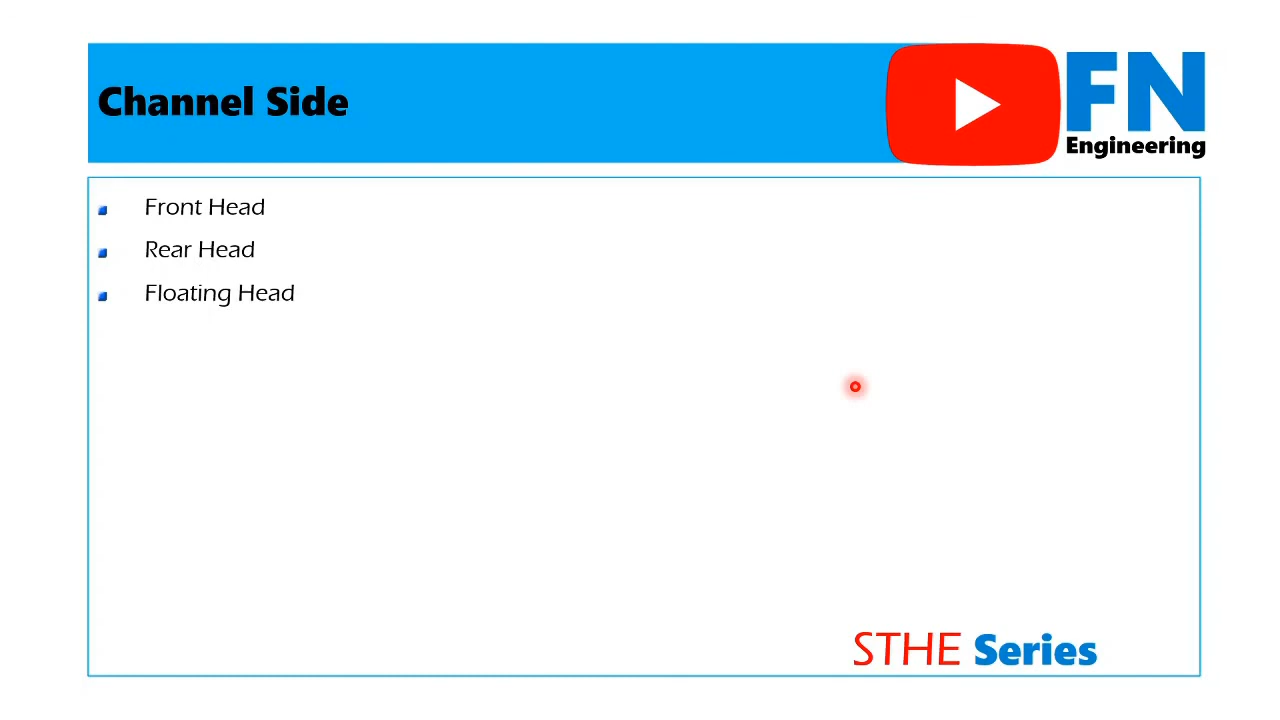 Channel Side
FN
Engineering
Front Head
Rear Head
Floating Head
STHE Series